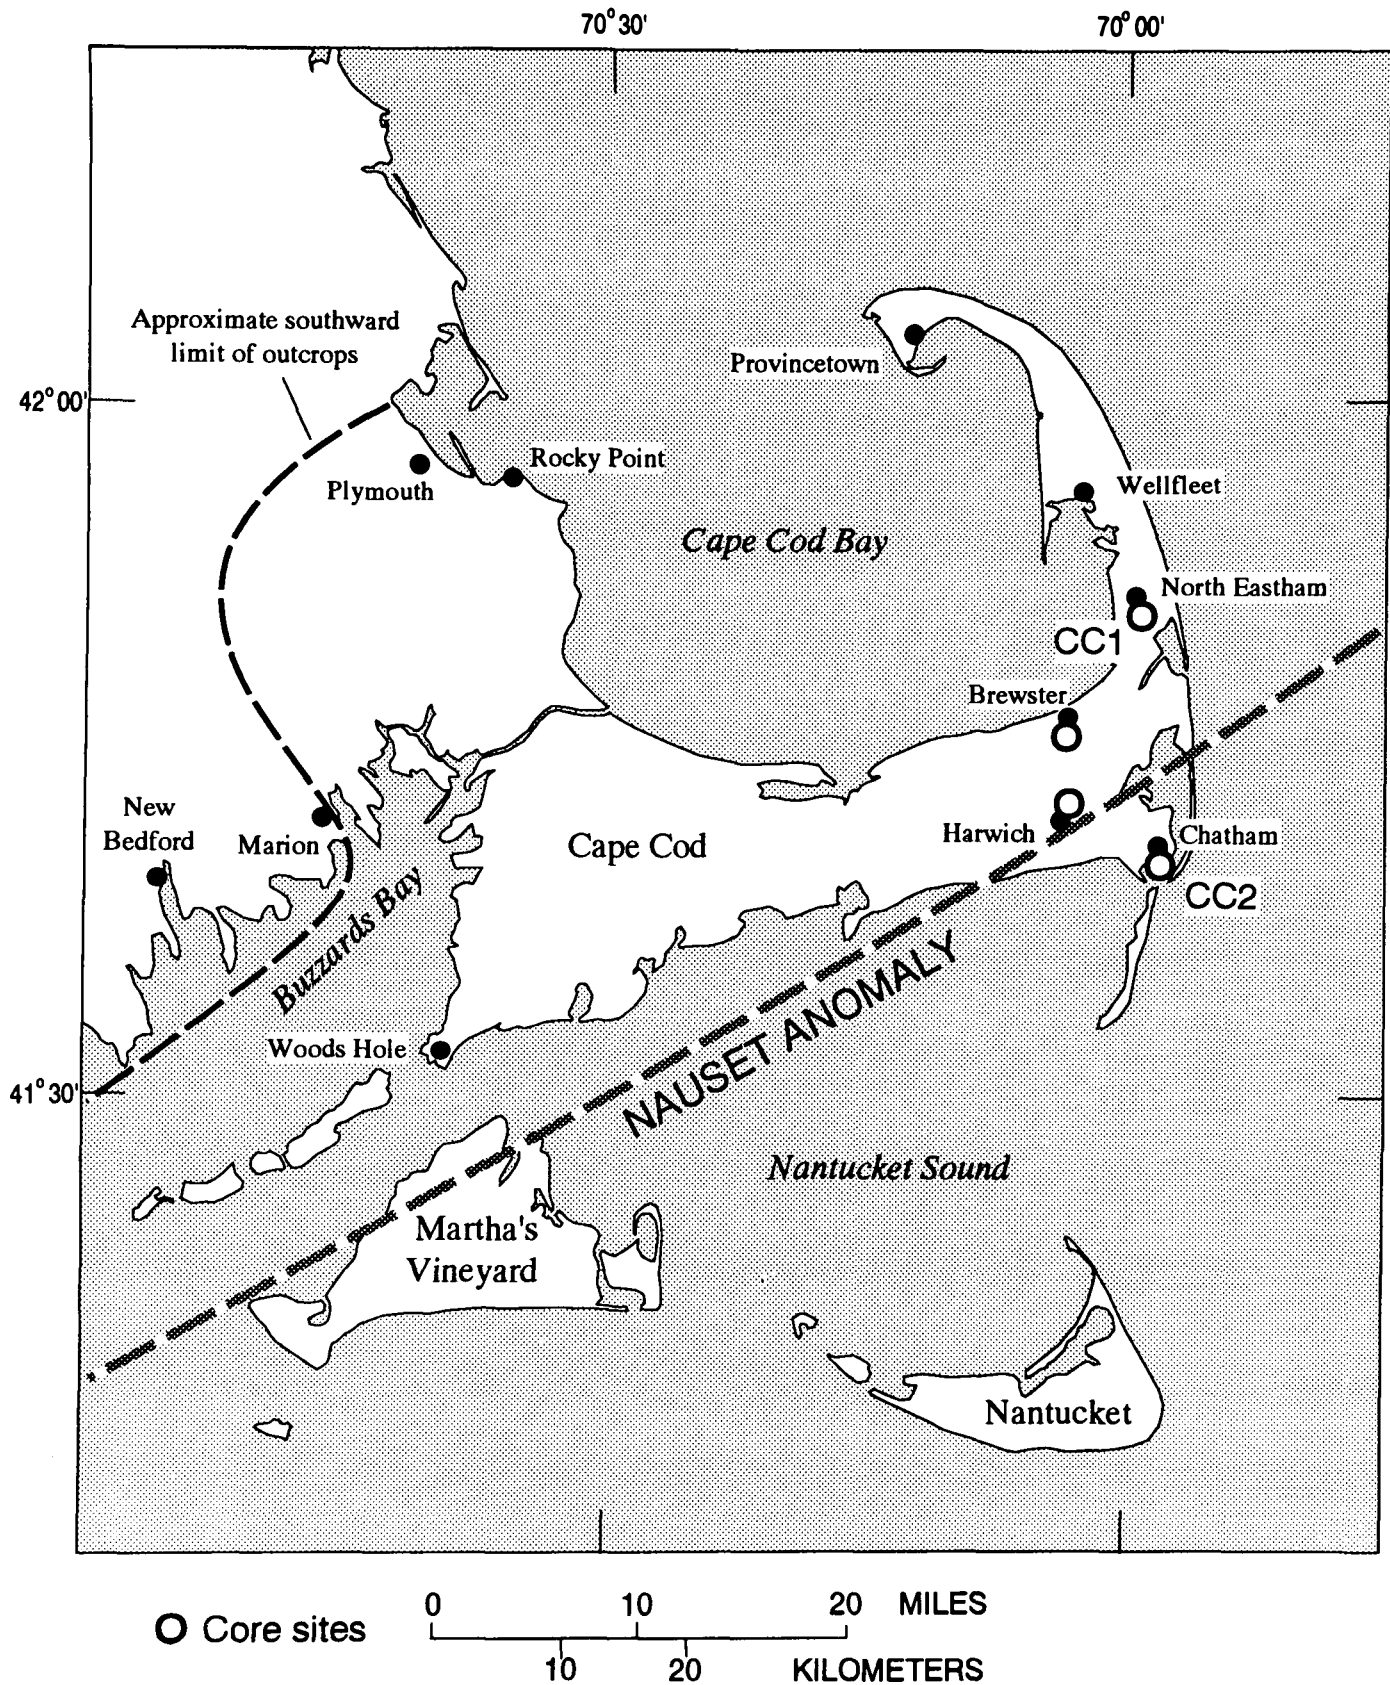 70°30'
70°00'
Approximate southward
limit of outcrops
Provincetown
42°00'
Rocky Point
Plymouth
Wellfleet
Cape Cod Bay
North Eastham
CC1
Brewster
New
Bedford
Marion
Cape Cod
Harwich
Chatham
CC2
Buzzards Bay
NAUSET ANOMALY
Woods Hole
41°30'
Nantucket Sound
Martha's
Vineyard
Nantucket
0 10 20 MILES
Core sites
10 20 KILOMETERS